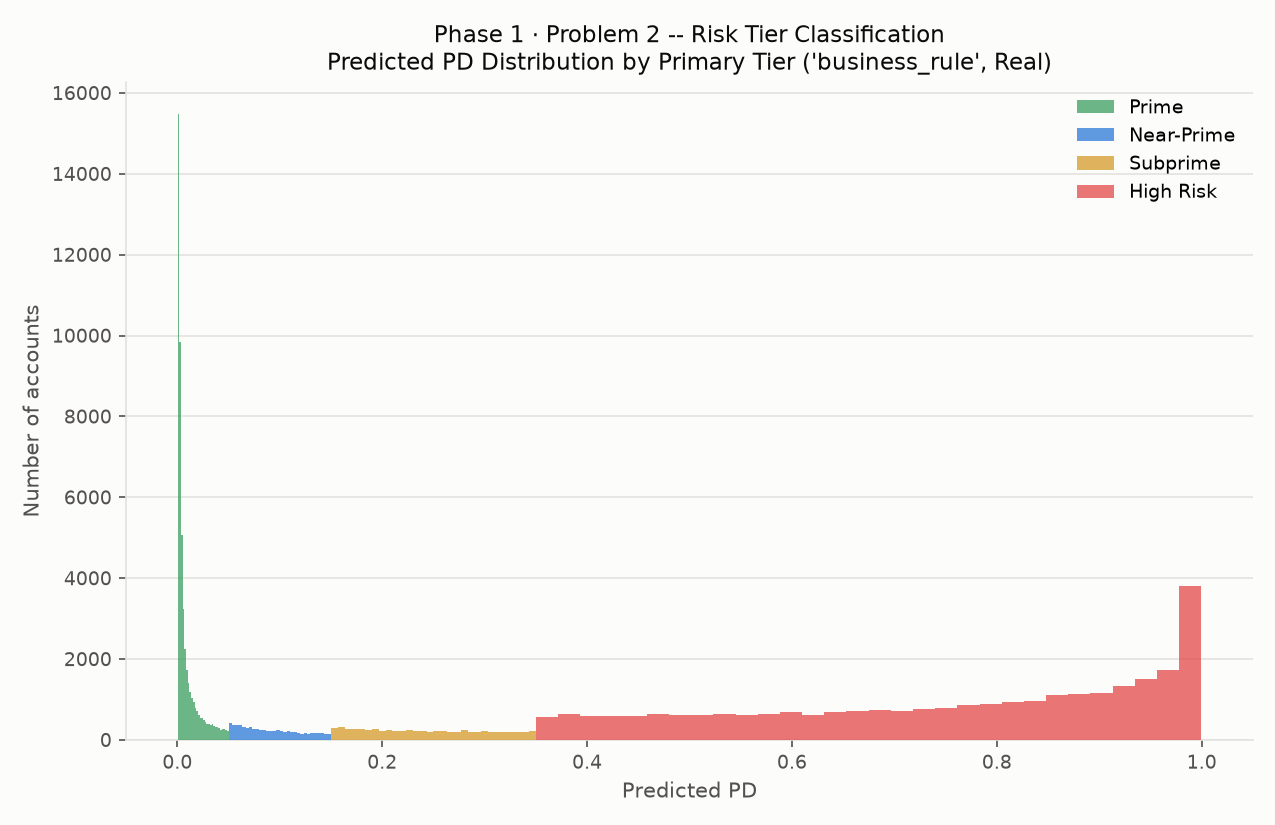 Phase 1 · Problem 2 -- Risk Tier Classification
Predicted PD Distribution by Primary Tier ('business_rule', Real)
Prime
Near-Prime
Subprime
High Risk
Number of accounts
16000
14000
12000
10000
8000
6000
4000
2000
0
0.0
0.2
0.4
0.6
0.8
1.0
Predicted PD